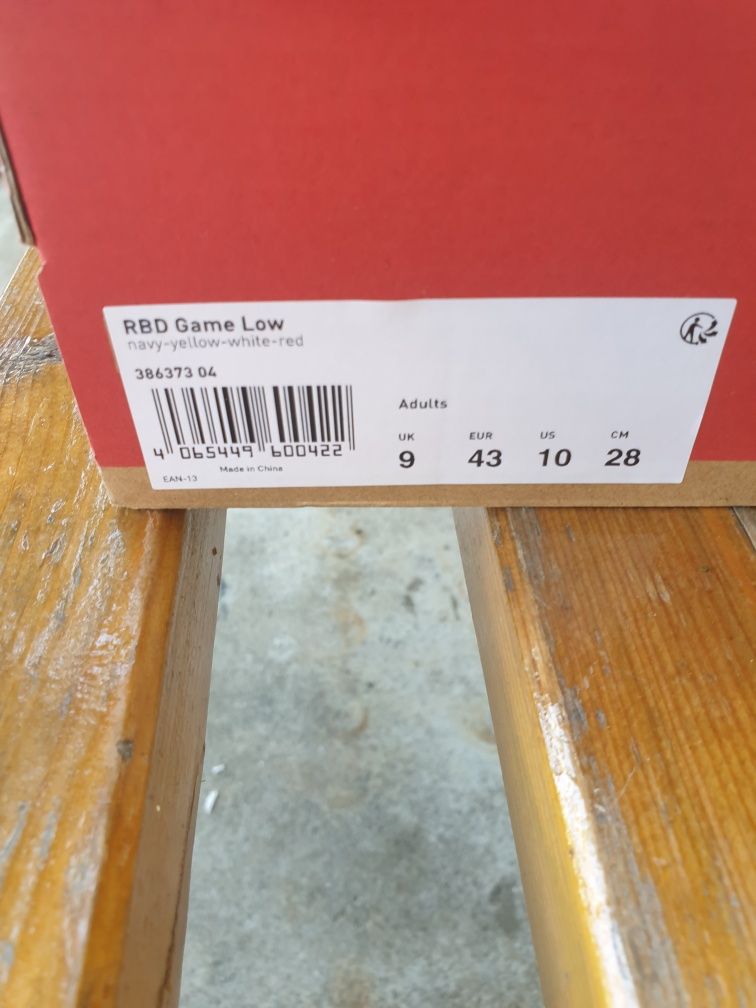 RBD Game Low
navy-yellow-white-red
386373 04
4 065449 600422
Made in China
EAN-13
Adults
UK EUR US CM
9 43 10 28